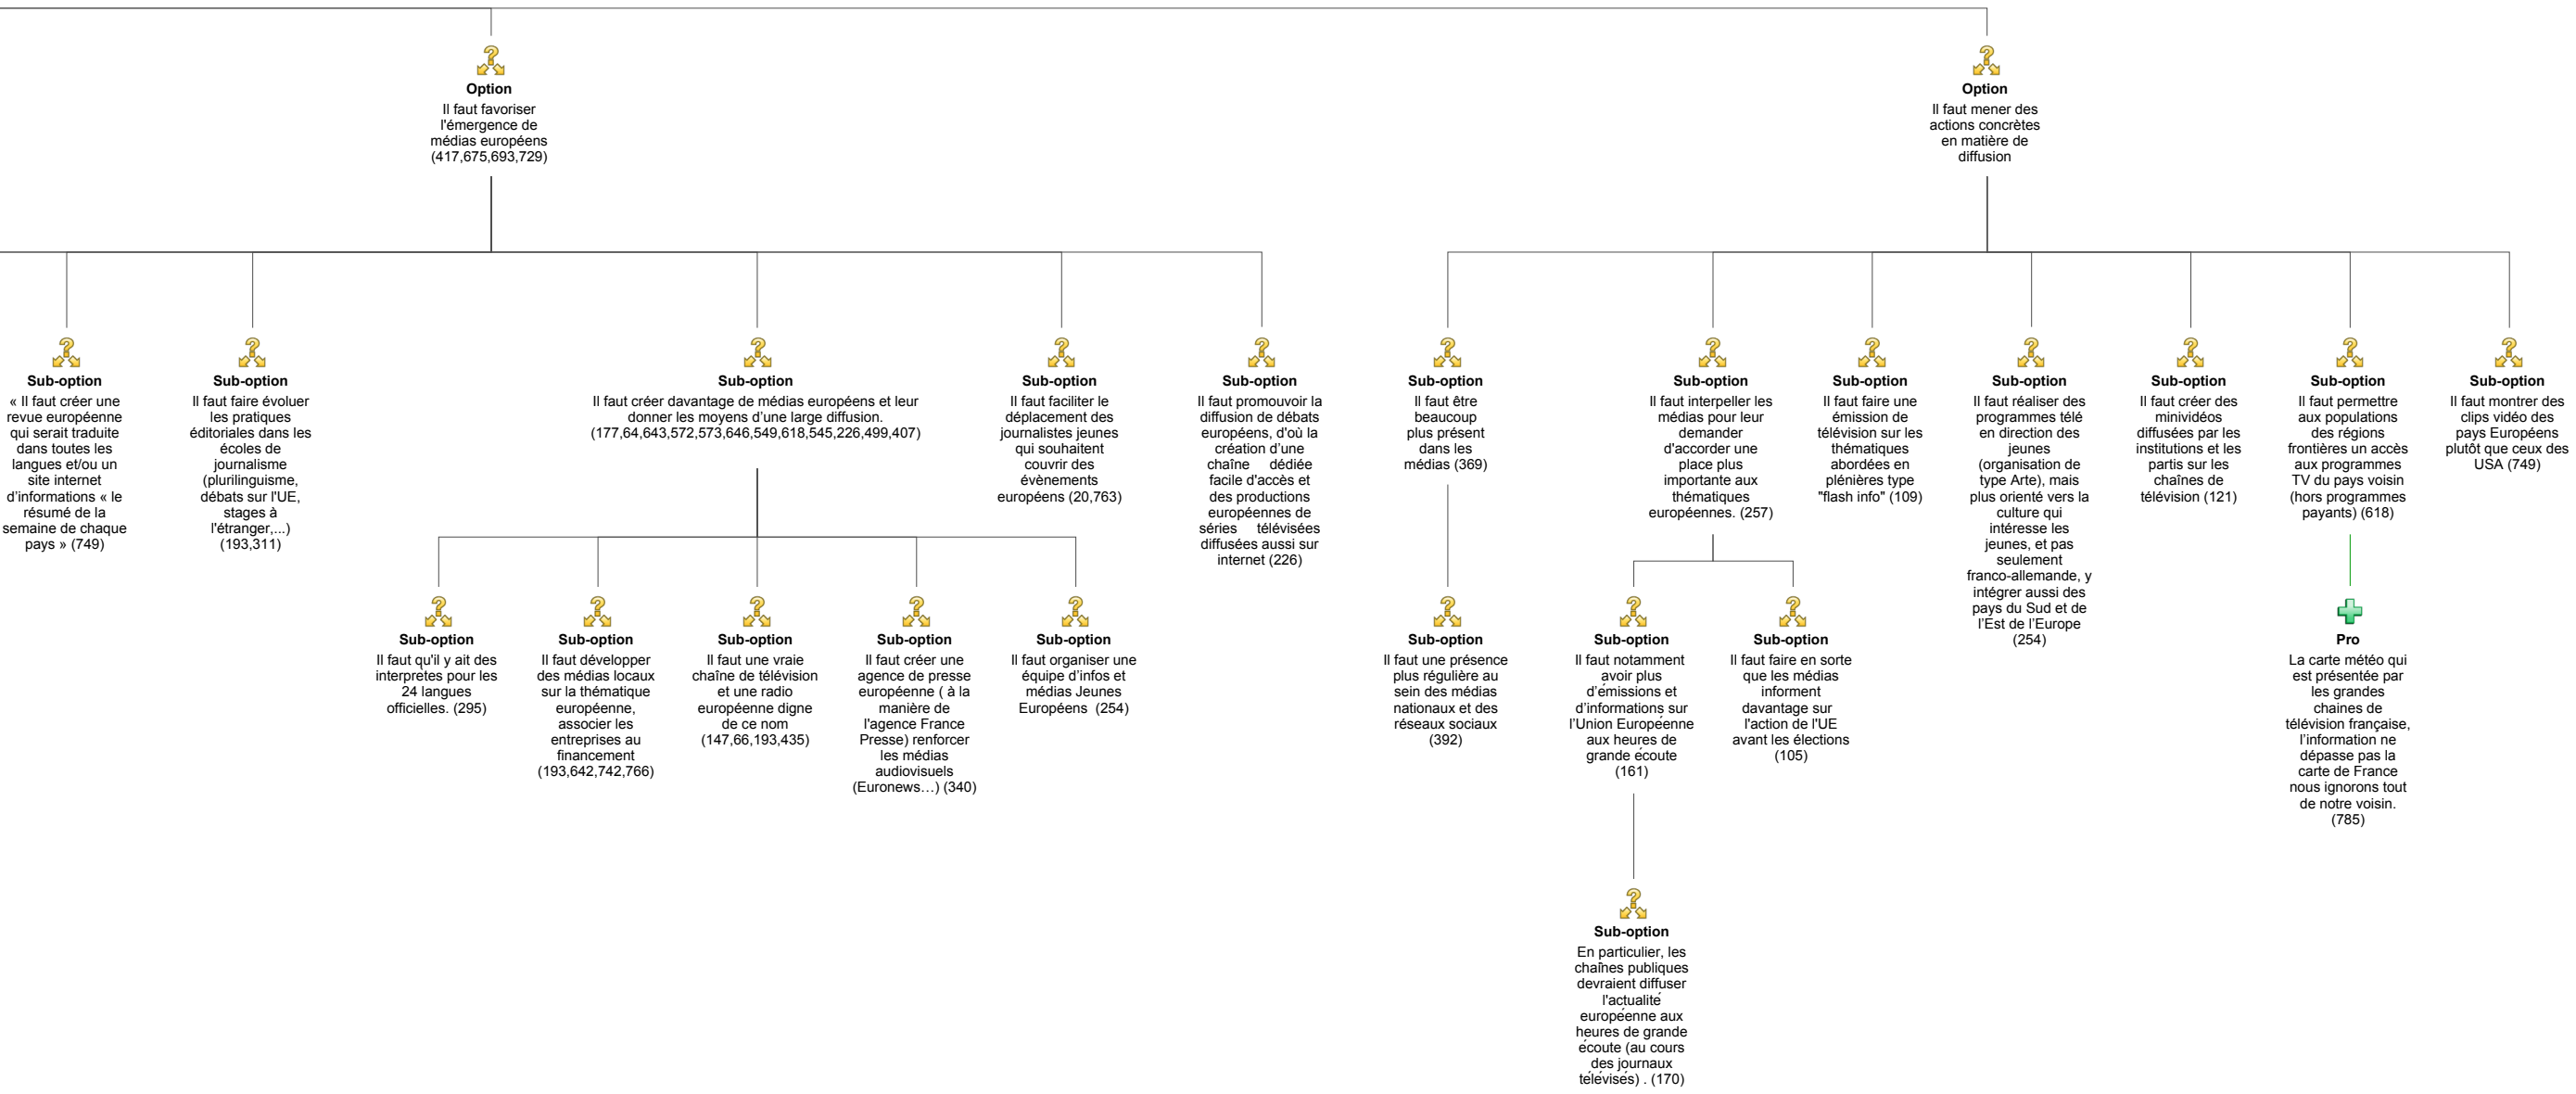 Option
Il faut favoriser
l'émergence de
médias européens
(417,675,693,729)
Option
Il faut mener des
actions concrètes
en matière de
diffusion
Sub-option
« Il faut créer une
revue européenne
qui serait traduite
dans toutes les
langues et/ou un
site internet
d'informations « le
résumé de la
semaine de chaque
pays » (749)
Sub-option
Il faut faire évoluer
les pratiques
éditoriales dans les
écoles de
journalisme
(plurilinguisme,
débats sur l'UE,
stages à
l'étranger,...)
(193,311)
Sub-option
Il faut créer davantage de médias européens et leur
donner les moyens d'une large diffusion.
(177,64,643,572,573,646,549,618,545,226,499,407)
Sub-option
Il faut faciliter le
déplacement des
journalistes jeunes
qui souhaitent
couvrir des
évènements
européens (20,763)
Sub-option
Il faut promouvoir la
diffusion de débats
européens, d'où la
création d'une
chaîne dédiée
facile d'accès et
des productions
européennes de
séries télévisées
diffusées aussi sur
internet (226)
Sub-option
Il faut être
beaucoup
plus présent
dans les
médias (369)
Sub-option
Il faut interpeller les
médias pour leur
demander
d'accorder une
place plus
importante aux
thématiques
européennes. (257)
Sub-option
Il faut faire une
émission de
télévision sur les
thématiques
abordées en
plénières type
"flash info" (109)
Sub-option
Il faut réaliser des
programmes télé
en direction des
jeunes
(organisation de
type Arte), mais
plus orienté vers la
culture qui
intéresse les
jeunes, et pas
seulement
franco-allemande, y
intégrer aussi des
pays du Sud et de
l'Est de l'Europe
(254)
Sub-option
Il faut créer des
minividéos
diffusées par les
institutions et les
partis sur les
chaînes de
télévision (121)
Sub-option
Il faut permettre
aux populations
des régions
frontières un accès
aux programmes
TV du pays voisin
(hors programmes
payants) (618)
Sub-option
Il faut montrer des
clips vidéo des
pays Européens
plutôt que ceux des
USA (749)
Sub-option
Il faut qu'il y ait des
interprètes pour les
24 langues
officielles. (295)
Sub-option
Il faut développer
des médias locaux
sur la thématique
européenne,
associer les
entreprises au
financement
(193,642,742,766)
Sub-option
Il faut une vraie
chaîne de télévision
et une radio
européenne digne
de ce nom
(147,66,193,435)
Sub-option
Il faut créer une
agence de presse
européenne ( à la
manière de
l'agence France
Presse) renforcer
les médias
audiovisuels
(Euronews…) (340)
Sub-option
Il faut organiser une
équipe d'infos et
médias Jeunes
Européens (254)
Sub-option
Il faut une présence
plus régulière au
sein des médias
nationaux et des
réseaux sociaux
(392)
Sub-option
Il faut notamment
avoir plus
d'émissions et
d'informations sur
l'Union Européenne
aux heures de
grande écoute
(161)
Sub-option
Il faut faire en sorte
que les médias
informent
davantage sur
l'action de l'UE
avant les élections
(105)
Pro
La carte météo qui
est présentée par
les grandes
chaines de
télévision française,
l'information ne
dépasse pas la
carte de France
nous ignorons tout
de notre voisin.
(785)
Sub-option
En particulier, les
chaînes publiques
devraient diffuser
l'actualité
européenne aux
heures de grande
écoute (au cours
des journaux
télévisés) . (170)